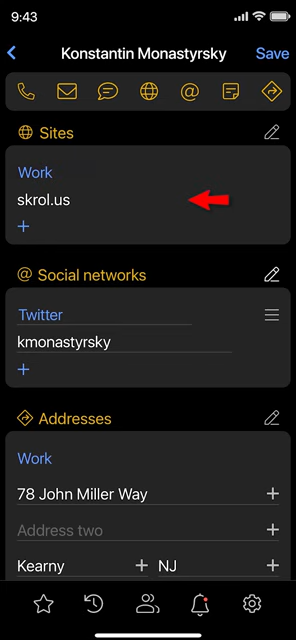 9:43
Konstantin Monastyrsky
Save
Sites
Work
skrol.us
Social networks
Twitter
kmonastyrsky
Addresses
Work
78 John Miller Way
Address two
Kearny
NJ